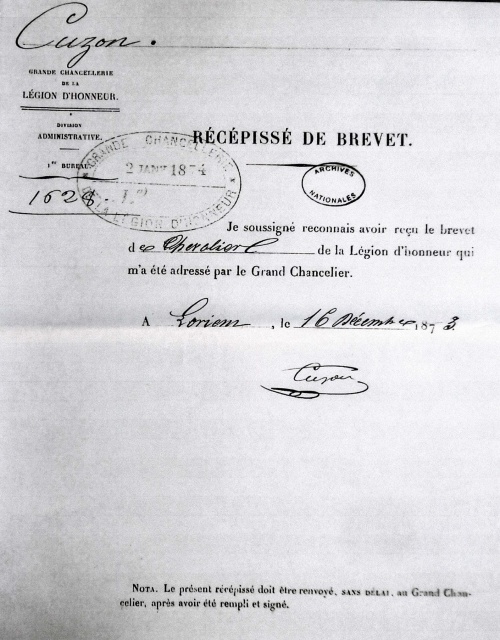 Cuzon.
GRANDE CHANCELLERIE
DE LA
LÉGION D'HONNEUR.
DIVISION
ADMINISTRATIVE.
1er BUREAU.
RÉCÉPISSÉ DE BREVET.
GRANDE CHANCELLERIE
2 JANV 1874
DE LA LÉGION D'HONNEUR
ARCHIVES
NATIONALES
Je soussigné reconnais avoir reçu le brevet
de Chevalier de la Légion d'honneur qui
m'a été adressé par le Grand Chancelier.
A Lorient, le 16 Décembre 1873.
Cuzon
NOTA. Le présent récépissé doit être renvoyé, SANS DÉLAI, au Grand Chan-
celier, après avoir été rempli et signé.